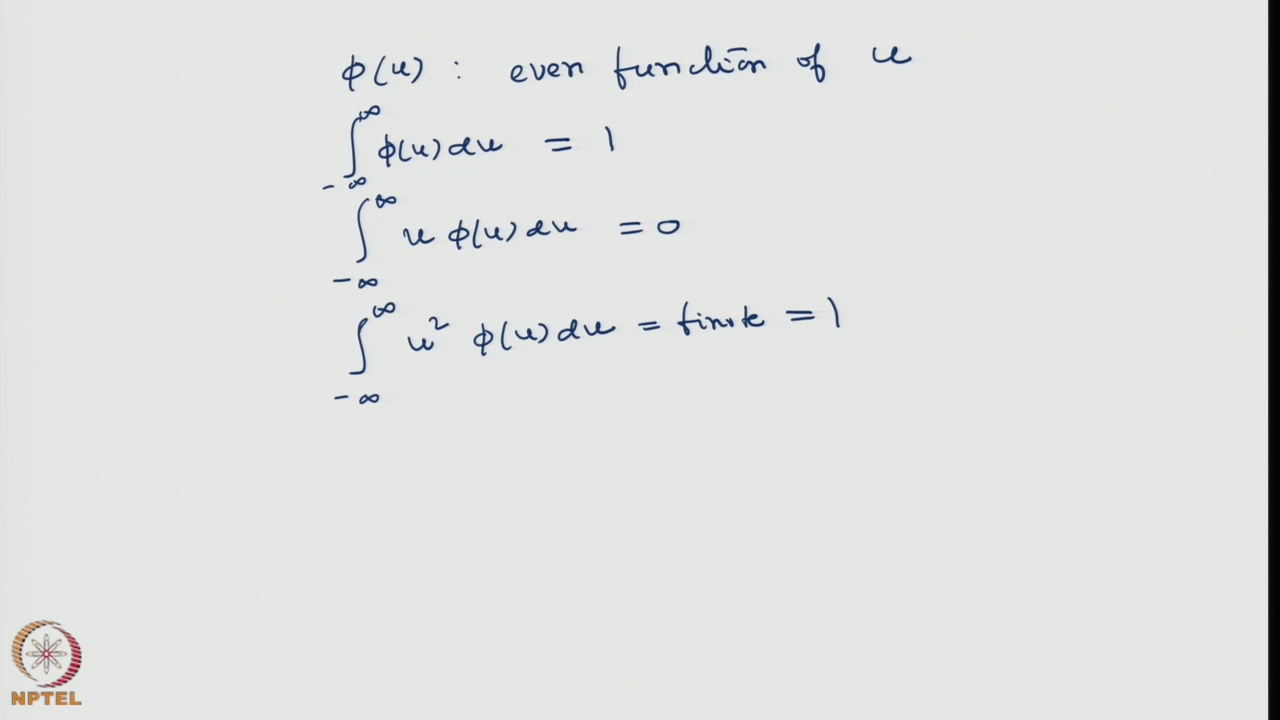 ϕ(u) : even function of u
∫_{-∞}^{∞} ϕ(u) du = 1
∫_{-∞}^{∞} u ϕ(u) du = 0
∫_{-∞}^{∞} u² ϕ(u) du = finite = 1
NPTEL